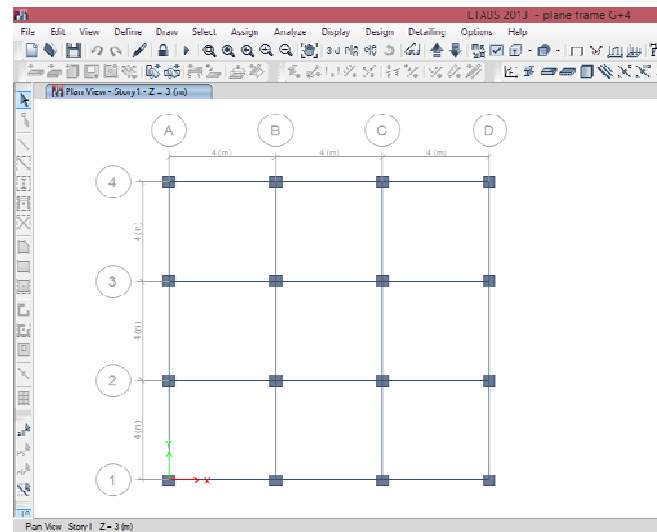 ETABS 2013 - plane frame G+4
File Edit View Define Draw Select Assign Analyze Display Design Detailing Options Help
3-d
Plan View - Story1 - Z = 3 (m)
A B C D
4 (m) 4 (m) 4 (m)
4
4 (m)
3
4 (m)
2
4 (m)
Y
1
X
Plan View Story1 Z = 3 (m)